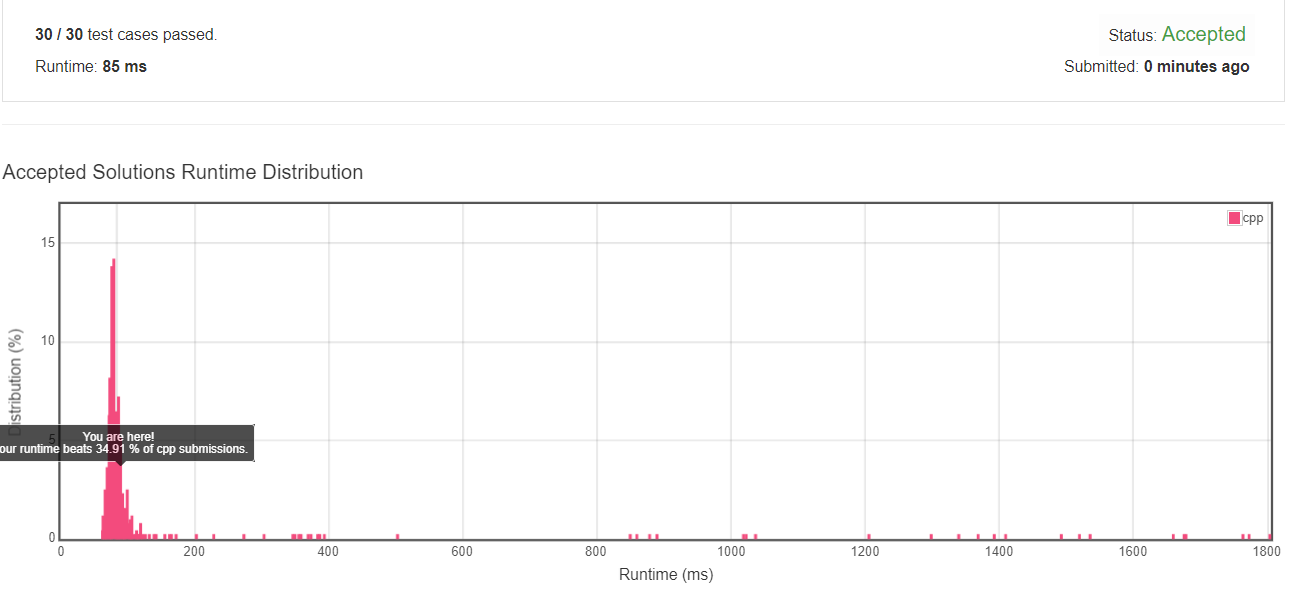 30 / 30 test cases passed.
Status: Accepted
Runtime: 85 ms
Submitted: 0 minutes ago
Accepted Solutions Runtime Distribution
cpp
15
10
5
0
Distribution (%)
You are here!
our runtime beats 34.91 % of cpp submissions.
0 200 400 600 800 1000 1200 1400 1600 1800
Runtime (ms)